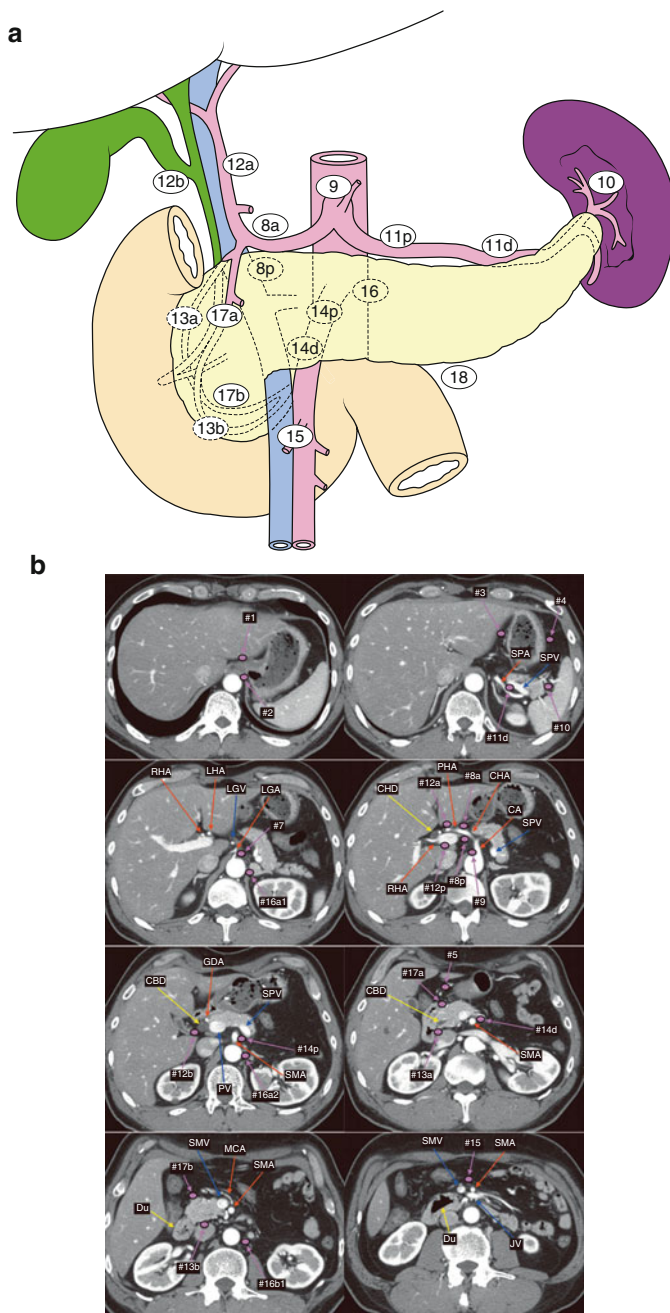 a
12b
12a
9
10
8a
11p
11d
8p
16
13a
17a
14p
14d
18
17b
13b
15
b
#1
#2
#3
#4
SPA
SPV
#11d
#10
RHA
LHA
LGV
LGA
#7
#16a1
PHA
#8a
#12a
CHA
CHD
CA
SPV
RHA
#12p
#8p
#9
GDA
CBD
SPV
#14p
#12b
PV
SMA
#16a2
#5
#17a
CBD
#14d
SMA
#13a
SMV
MCA
#17b
SMA
Du
#13b
#16b1
#15
SMV
SMA
Du
JV